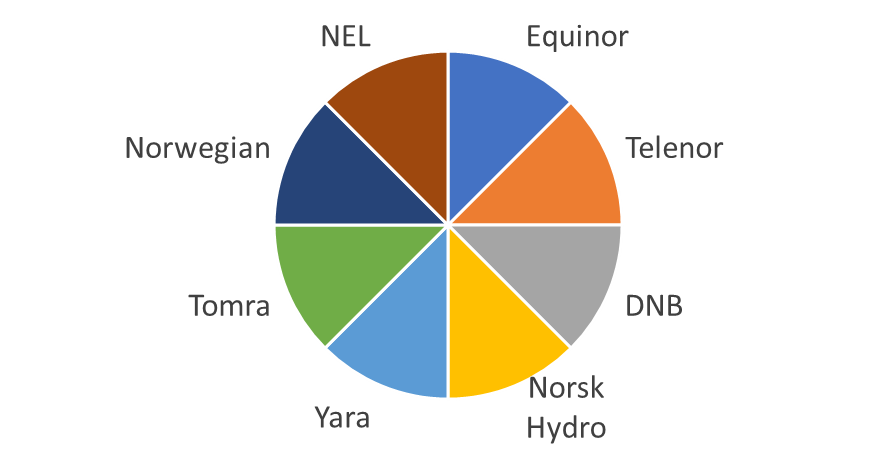 NEL
Equinor
Norwegian
Telenor
Tomra
DNB
Yara
Norsk
Hydro